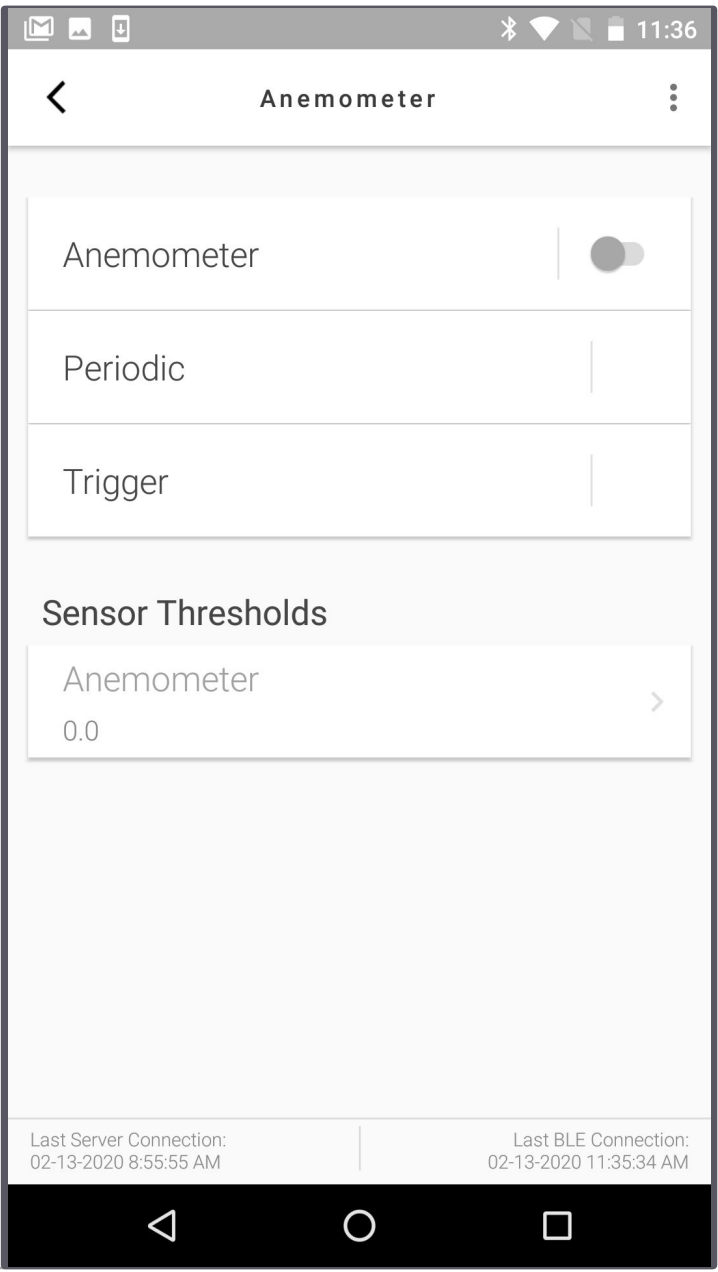 11:36
Anemometer
Anemometer
Periodic
Trigger
Sensor Thresholds
Anemometer
0.0
Last Server Connection:
02-13-2020 8:55:55 AM
Last BLE Connection:
02-13-2020 11:35:34 AM